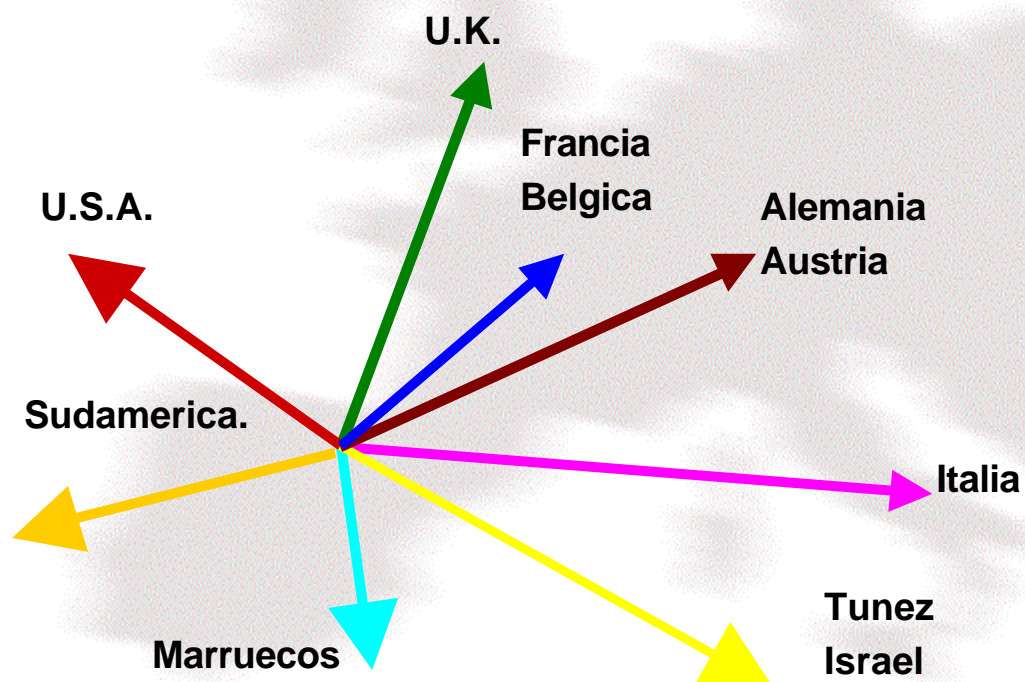 U.K.
Francia
Belgica
U.S.A.
Alemania
Austria
Sudamerica.
Italia
Tunez
Israel
Marruecos